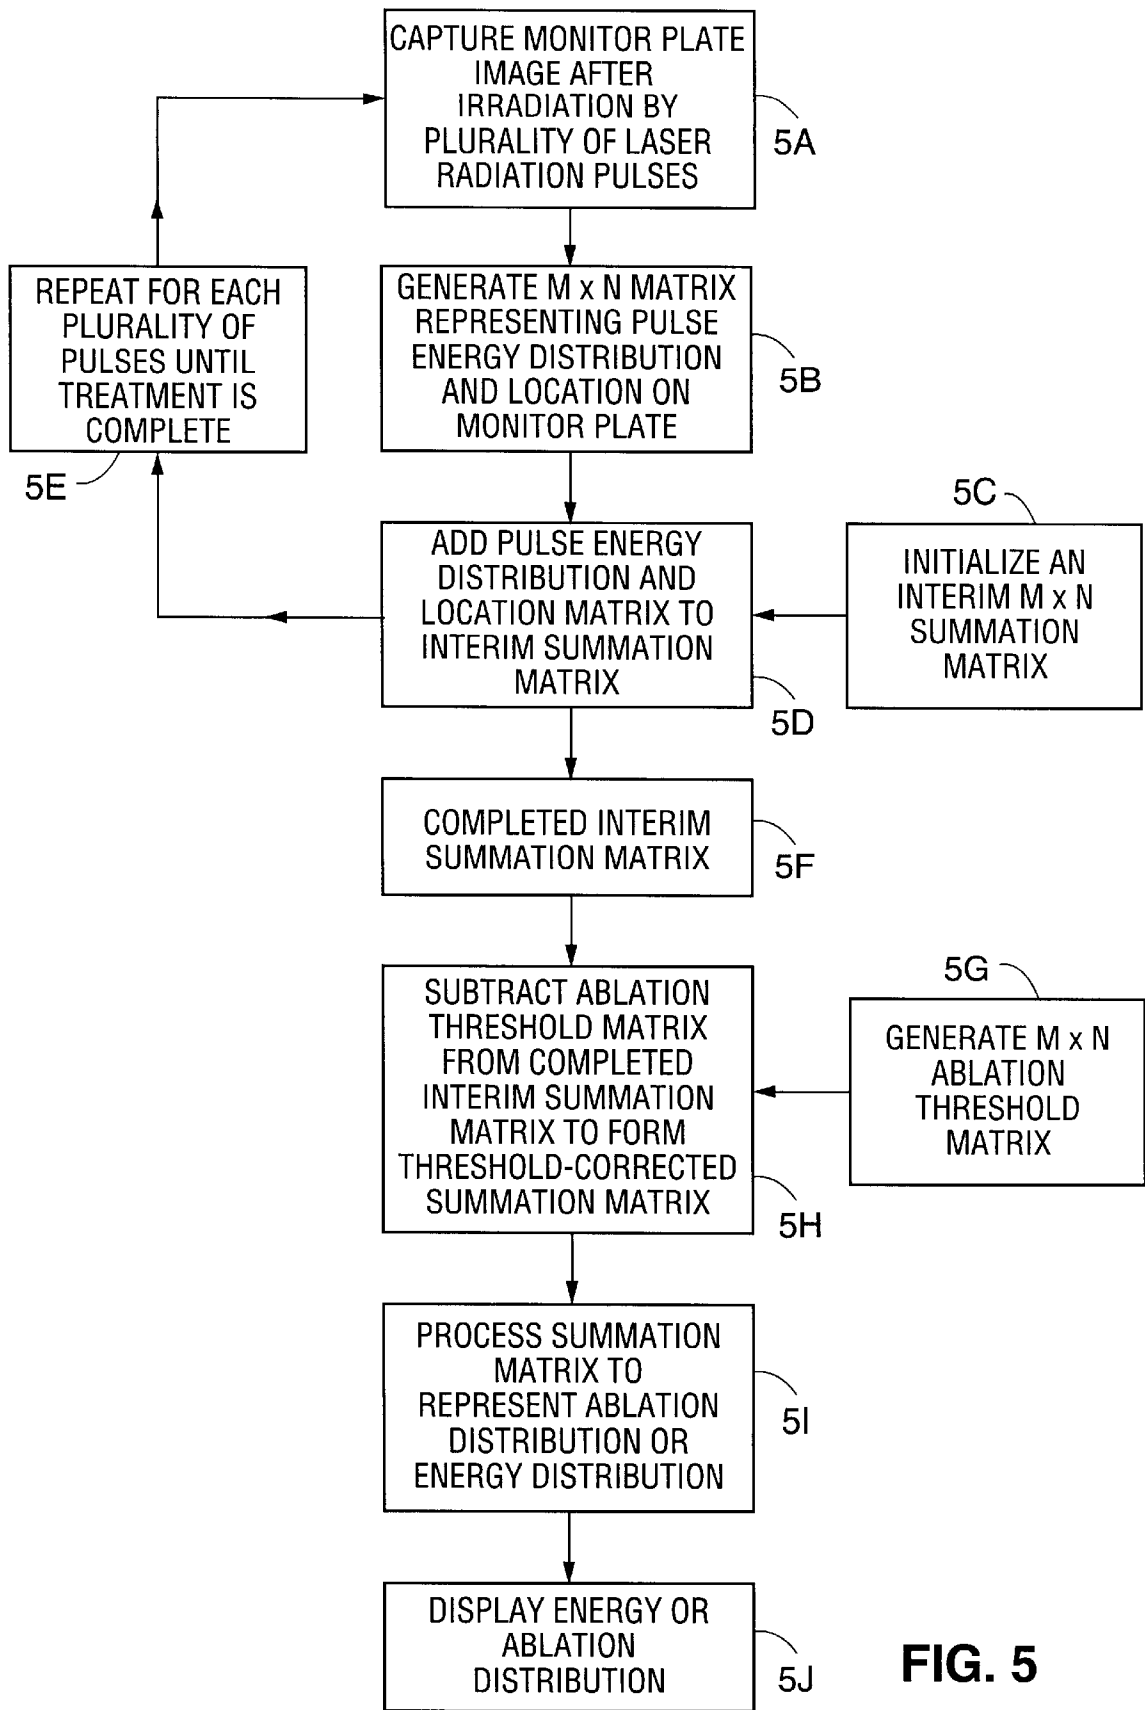 CAPTURE MONITOR PLATE
IMAGE AFTER
IRRADIATION BY
PLURALITY OF LASER
RADIATION PULSES
5A
GENERATE M x N MATRIX
REPRESENTING PULSE
ENERGY DISTRIBUTION
AND LOCATION ON
MONITOR PLATE
5B
REPEAT FOR EACH
PLURALITY OF
PULSES UNTIL
TREATMENT IS
COMPLETE
5E
5C
INITIALIZE AN
INTERIM M x N
SUMMATION
MATRIX
ADD PULSE ENERGY
DISTRIBUTION AND
LOCATION MATRIX TO
INTERIM SUMMATION
MATRIX
5D
COMPLETED INTERIM
SUMMATION MATRIX
5F
5G
GENERATE M x N
ABLATION
THRESHOLD
MATRIX
SUBTRACT ABLATION
THRESHOLD MATRIX
FROM COMPLETED
INTERIM SUMMATION
MATRIX TO FORM
THRESHOLD-CORRECTED
SUMMATION MATRIX
5H
PROCESS SUMMATION
MATRIX TO
REPRESENT ABLATION
DISTRIBUTION OR
ENERGY DISTRIBUTION
5I
DISPLAY ENERGY OR
ABLATION
DISTRIBUTION
5J
FIG. 5